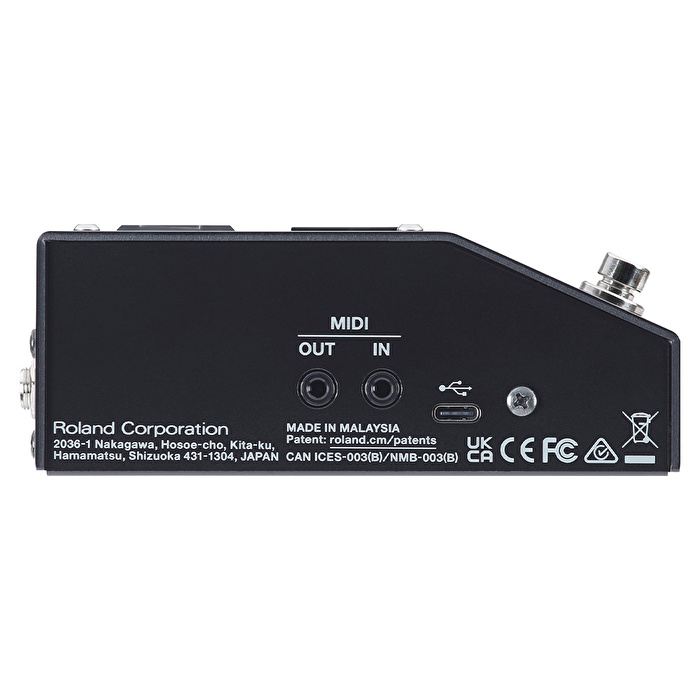 MIDI
OUT IN
Roland Corporation
2036-1 Nakagawa, Hosoe-cho, Kita-ku,
Hamamatsu, Shizuoka 431-1304, JAPAN
MADE IN MALAYSIA
Patent: roland.cm/patents
CAN ICES-003(B)/NMB-003(B)
UK
CA CE FC